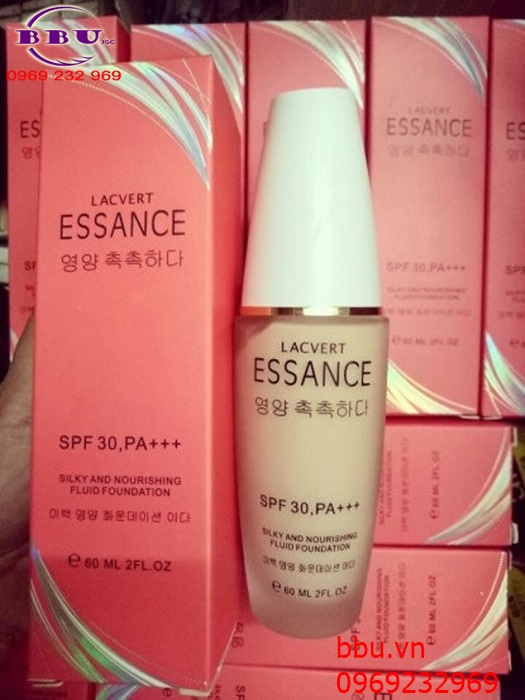 BBU JSC
0969 232 969
LACVERT
ESSANCE
영양 촉촉하다
SPF 30,PA+++
SILKY AND NOURISHING
FLUID FOUNDATION
미백 영양 화운데이션 이다
e 60 ML 2FL.OZ
LACVERT
ESSANCE
영양 촉촉하다
SPF 30,PA+++
SILKY AND NOURISHING
FLUID FOUNDATION
미백 영양 화운데이션 이다
e 60 ML 2FL.OZ
LACVERT
ESSANCE
영양 촉촉하다
SPF 30,PA+++
SILKY AND NOURISHING
FLUID FOUNDATION
e 60 ML 2FL.OZ
bbu.vn
0969232969